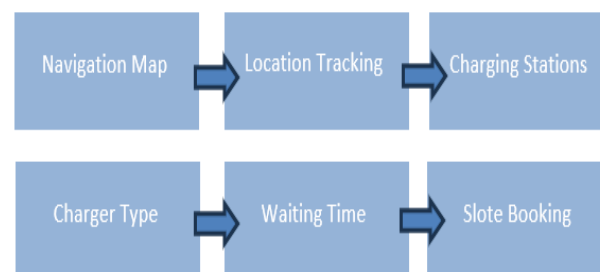 Navigation Map
Location Tracking
Charging Stations
Charger Type
Waiting Time
Slote Booking